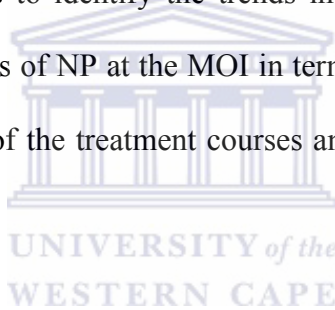 to identify the trends in
s of NP at the MOI in term
of the treatment courses an
UNIVERSITY of the
WESTERN CAPE